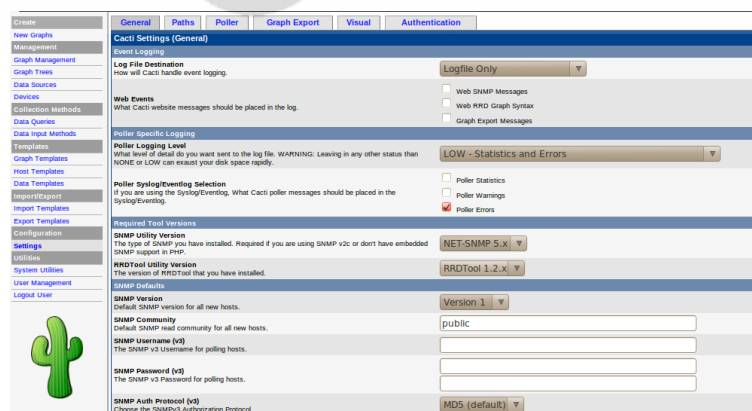 Create
New Graphs
Management
Graph Management
Graph Trees
Data Sources
Devices
Collection Methods
Data Queries
Data Input Methods
Templates
Graph Templates
Host Templates
Data Templates
Import/Export
Import Templates
Export Templates
Configuration
Settings
Utilities
System Utilities
User Management
Logout User
General Paths Poller Graph Export Visual Authentication
Cacti Settings (General)
Event Logging
Log File Destination
How will Cacti handle event logging.
Logfile Only
Web Events
What Cacti website messages should be placed in the log.
Web SNMP Messages
Web RRD Graph Syntax
Graph Export Messages
Poller Specific Logging
Poller Logging Level
What level of detail do you want sent to the log file. WARNING: Leaving in any other status than
NONE or LOW can exaust your disk space rapidly.
LOW - Statistics and Errors
Poller Syslog/Eventlog Selection
If you are using the Syslog/Eventlog, What Cacti poller messages should be placed in the
Syslog/Eventlog.
Poller Statistics
Poller Warnings
Poller Errors
Required Tool Versions
SNMP Utility Version
The type of SNMP you have installed. Required if you are using SNMP v2c or don't have embedded
SNMP support in PHP.
NET-SNMP 5.x
RRDTool Utility Version
The version of RRDTool that you have installed.
RRDTool 1.2.x
SNMP Defaults
SNMP Version
Default SNMP version for all new hosts.
Version 1
SNMP Community
Default SNMP read community for all new hosts.
public
SNMP Username (v3)
The SNMP v3 Username for polling hosts.
SNMP Password (v3)
The SNMP v3 Password for polling hosts.
SNMP Auth Protocol (v3)
Choose the SNMPv3 Authorization Protocol
MD5 (default)